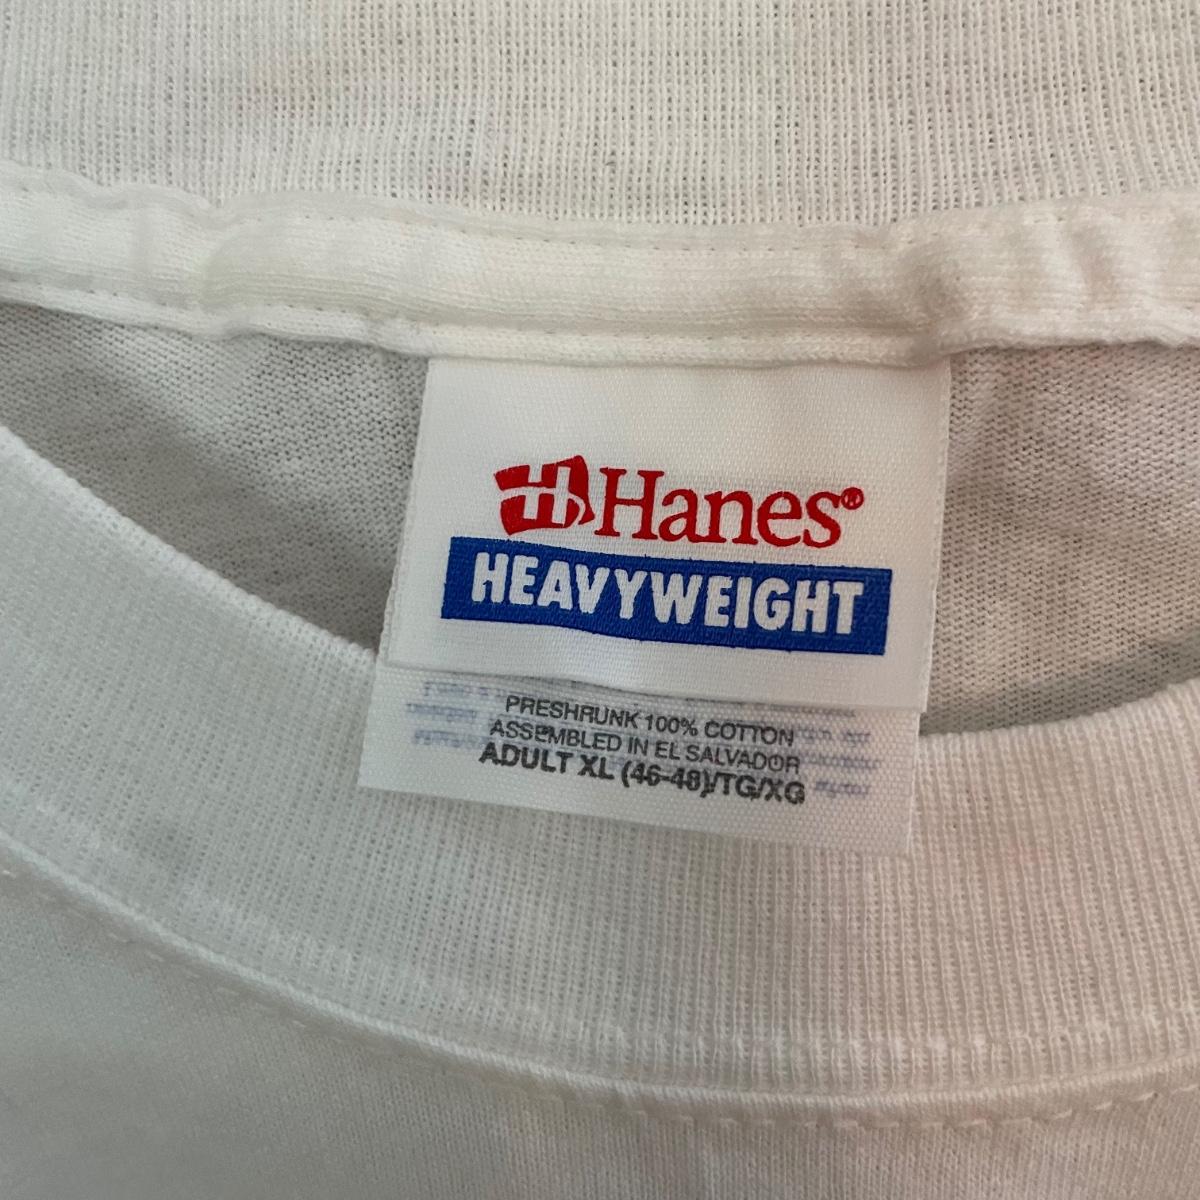 Hanes®
HEAVYWEIGHT
PRESHRUNK 100% COTTON
ASSEMBLED IN EL SALVADOR
ADULT XL (46-48)/TG/XG